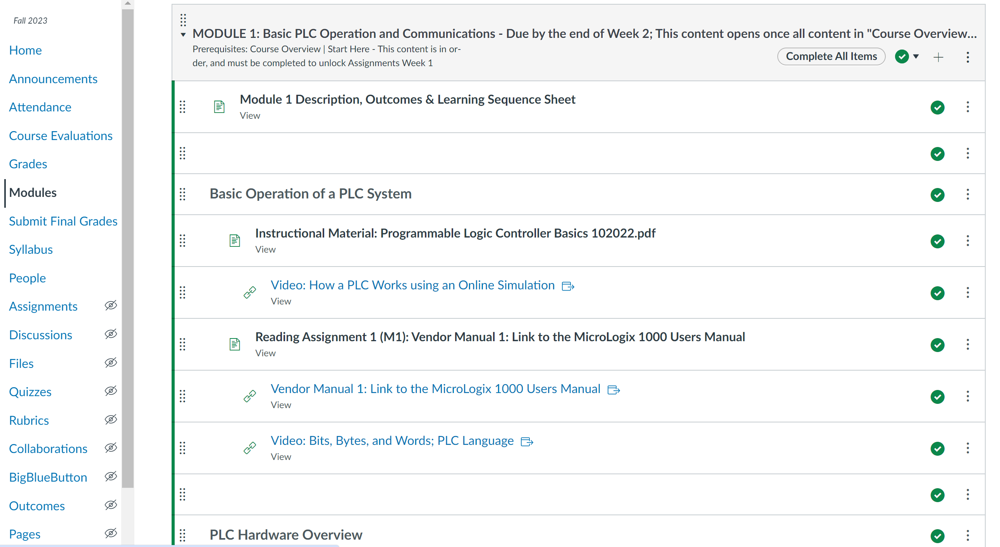 Fall 2023
Home
Announcements
Attendance
Course Evaluations
Grades
Modules
Submit Final Grades
Syllabus
People
Assignments
Discussions
Files
Quizzes
Rubrics
Collaborations
BigBlueButton
Outcomes
Pages
MODULE 1: Basic PLC Operation and Communications - Due by the end of Week 2; This content opens once all content in "Course Overview...
Prerequisites: Course Overview | Start Here - This content is in or-
der, and must be completed to unlock Assignments Week 1
Complete All Items
Module 1 Description, Outcomes & Learning Sequence Sheet
View
Basic Operation of a PLC System
Instructional Material: Programmable Logic Controller Basics 102022.pdf
View
Video: How a PLC Works using an Online Simulation
View
Reading Assignment 1 (M1): Vendor Manual 1: Link to the MicroLogix 1000 Users Manual
View
Vendor Manual 1: Link to the MicroLogix 1000 Users Manual
View
Video: Bits, Bytes, and Words; PLC Language
View
PLC Hardware Overview